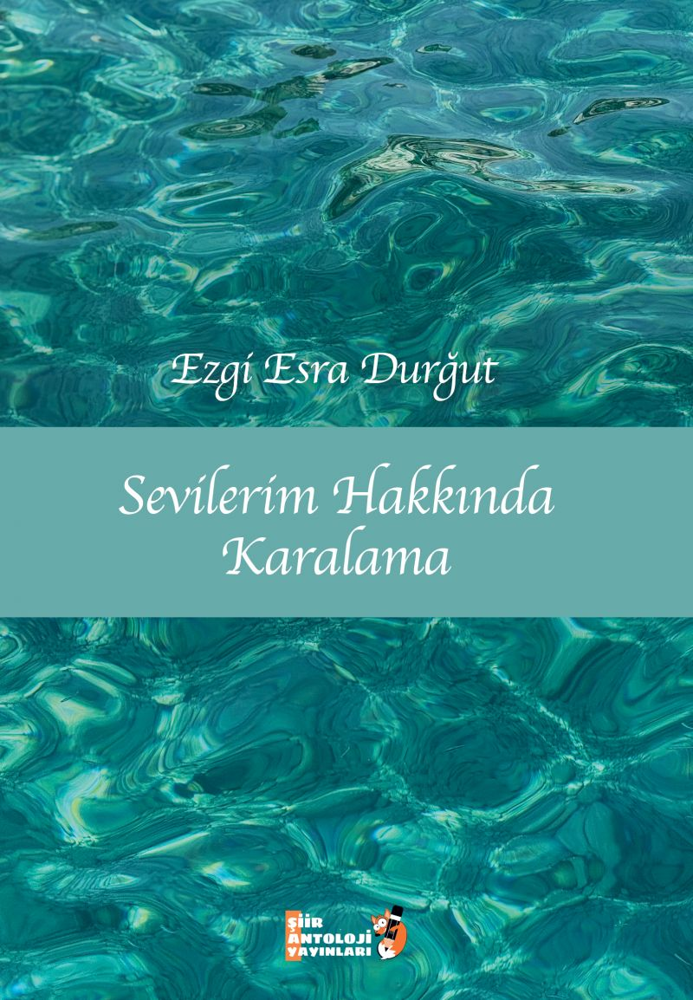 Ezgi Esra Durğut
Sevilerim Hakkında
Karalama
ŞİİR
ANTOLOJİ
YAYINLARI